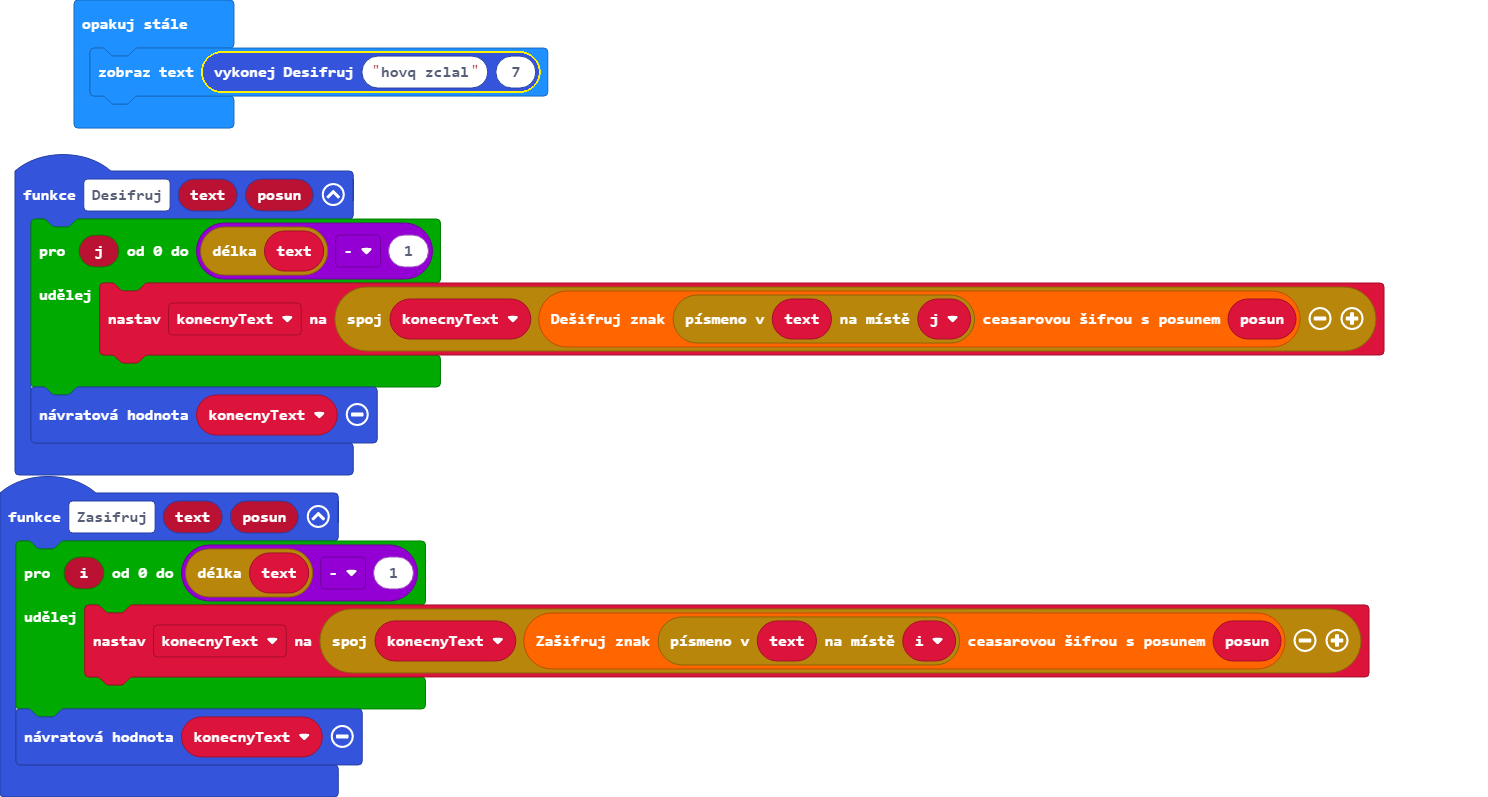 opakuj stále
zobraz text vykonej Desifruj "hovq zclal" 7
funkce Desifruj text posun
pro j od 0 do délka text - 1
udělej
nastav konecnyText na spoj konecnyText Dešifruj znak písmeno v text na místě j ceasarovou šifrou s posunem posun
návratová hodnota konecnyText
funkce Zasifruj text posun
pro i od 0 do délka text - 1
udělej
nastav konecnyText na spoj konecnyText Zašifruj znak písmeno v text na místě i ceasarovou šifrou s posunem posun
návratová hodnota konecnyText